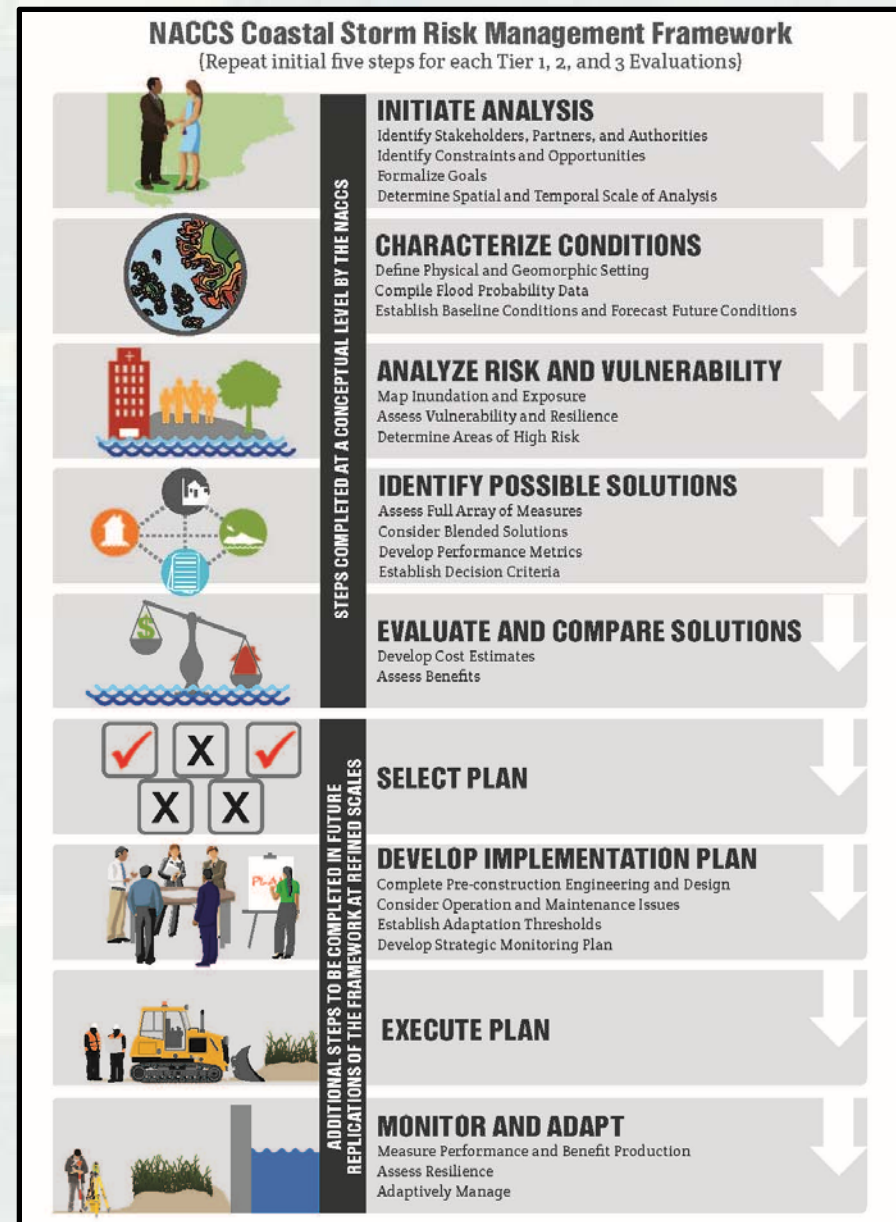 NACCS Coastal Storm Risk Management Framework
(Repeat initial five steps for each Tier 1, 2, and 3 Evaluations)
STEPS COMPLETED AT A CONCEPTUAL LEVEL BY THE NACCS
INITIATE ANALYSIS
Identify Stakeholders, Partners, and Authorities
Identify Constraints and Opportunities
Formalize Goals
Determine Spatial and Temporal Scale of Analysis
CHARACTERIZE CONDITIONS
Define Physical and Geomorphic Setting
Compile Flood Probability Data
Establish Baseline Conditions and Forecast Future Conditions
ANALYZE RISK AND VULNERABILITY
Map Inundation and Exposure
Assess Vulnerability and Resilience
Determine Areas of High Risk
IDENTIFY POSSIBLE SOLUTIONS
Assess Full Array of Measures
Consider Blended Solutions
Develop Performance Metrics
Establish Decision Criteria
$
EVALUATE AND COMPARE SOLUTIONS
Develop Cost Estimates
Assess Benefits
ADDITIONAL STEPS TO BE COMPLETED IN FUTURE
REPLICATIONS OF THE FRAMEWORK AT REFINED SCALES
X
X X
SELECT PLAN
PLAN
DEVELOP IMPLEMENTATION PLAN
Complete Pre-construction Engineering and Design
Consider Operation and Maintenance Issues
Establish Adaptation Thresholds
Develop Strategic Monitoring Plan
EXECUTE PLAN
MONITOR AND ADAPT
Measure Performance and Benefit Production
Assess Resilience
Adaptively Manage